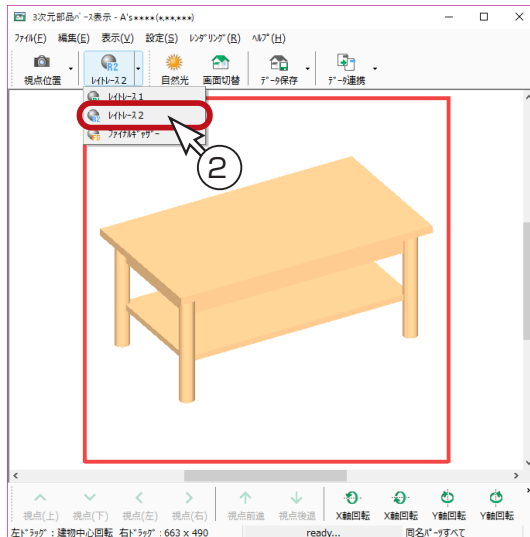 3次元部品ﾊﾟｰｽ表示 - A's****(*,**,***)
ﾌｧｲﾙ(F) 編集(E) 表示(V) 設定(S) ﾚﾝﾀﾞﾘﾝｸﾞ(R) ﾍﾙﾌﾟ(H)
R2
視点位置 ﾚｲﾄﾚｰｽ2 自然光 画面切替 ﾃﾞｰﾀ保存 ﾃﾞｰﾀ連携
ﾚｲﾄﾚｰｽ1
ﾚｲﾄﾚｰｽ2
ﾌｧｲﾅﾙｷﾞｬｻﾞｰ
②
視点(上) 視点(下) 視点(左) 視点(右) 視点前進 視点後退 X軸回転 X軸回転 Y軸回転 Y軸回転
左ﾄﾞﾗｯｸﾞ:建物中心回転 右ﾄﾞﾗｯｸﾞ:663 x 490 ready... 同名ﾊﾟｰﾂすべて